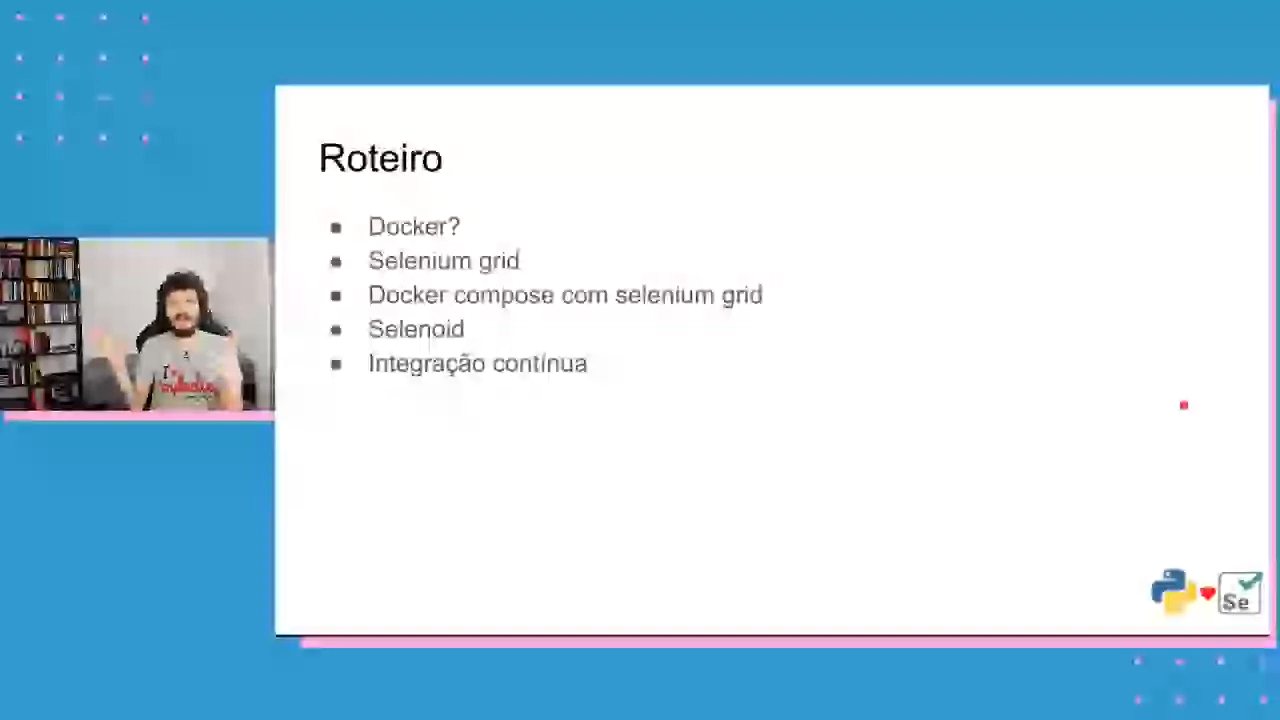 Roteiro
Docker?
Selenium grid
Docker compose com selenium grid
Selenoid
Integração contínua
Se